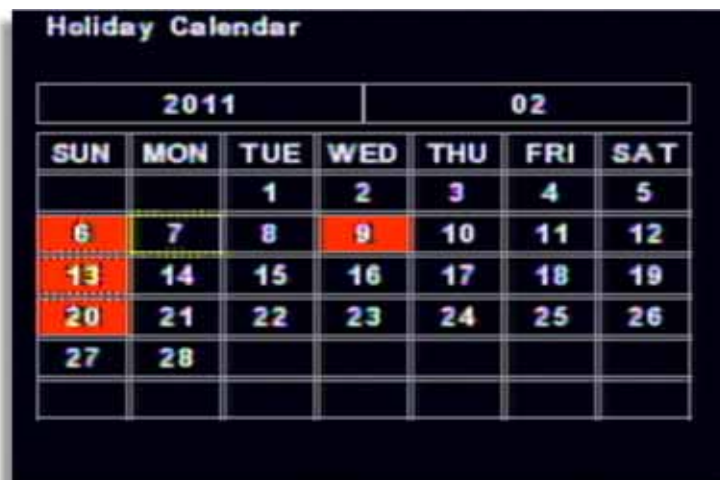 Holiday Calendar
2011 02
SUN MON TUE WED THU FRI SAT
1 2 3 4 5
6 7 8 9 10 11 12
13 14 15 16 17 18 19
20 21 22 23 24 25 26
27 28